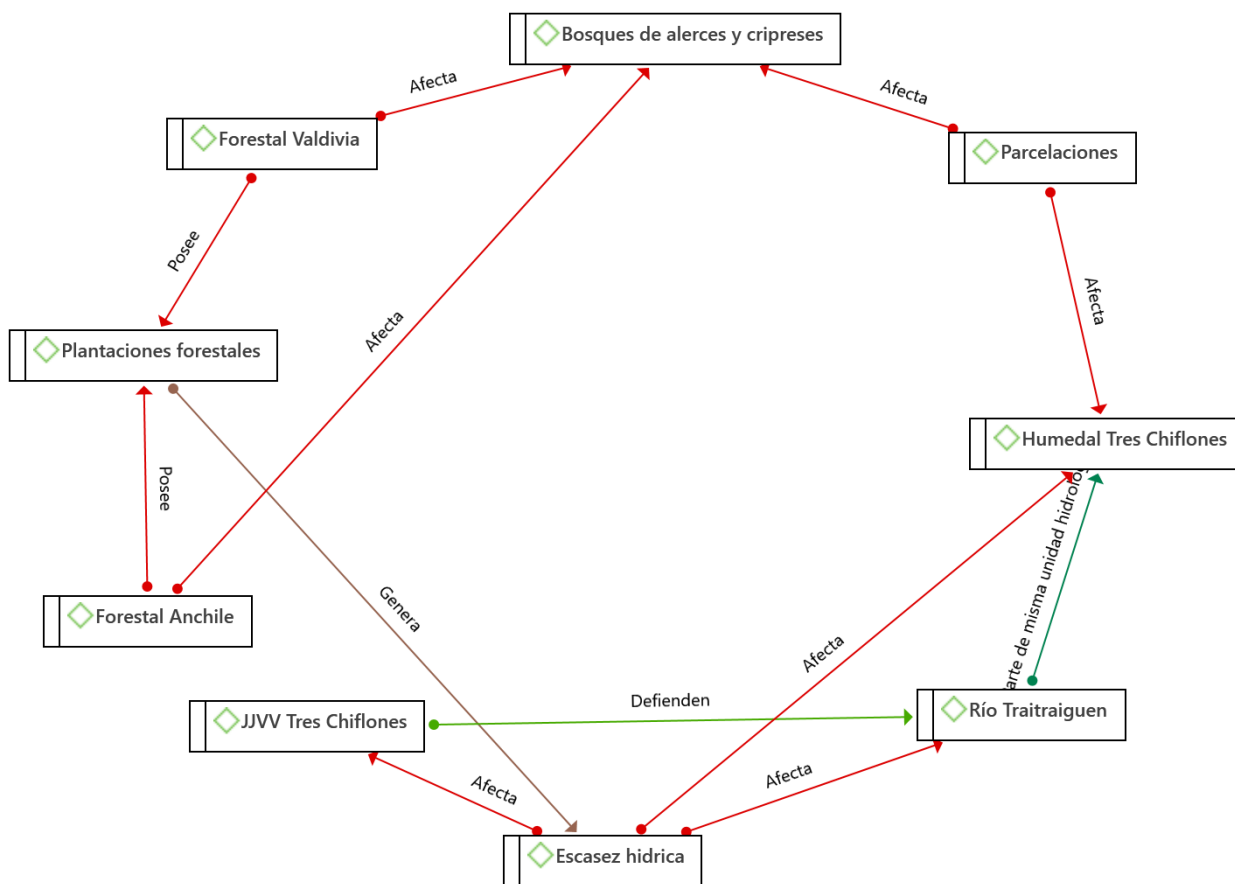 Bosques de alerces y cripreses
Afecta
Afecta
Forestal Valdivia
Parcelaciones
Posee
Afecta
Afecta
Plantaciones forestales
Humedal Tres Chiflones
Posee
de misma unidad
Genera
Forestal Anchile
Afecta
Defienden
JJVV Tres Chiflones
Río Traitraiguen
Afecta
Afecta
Escasez hidrica